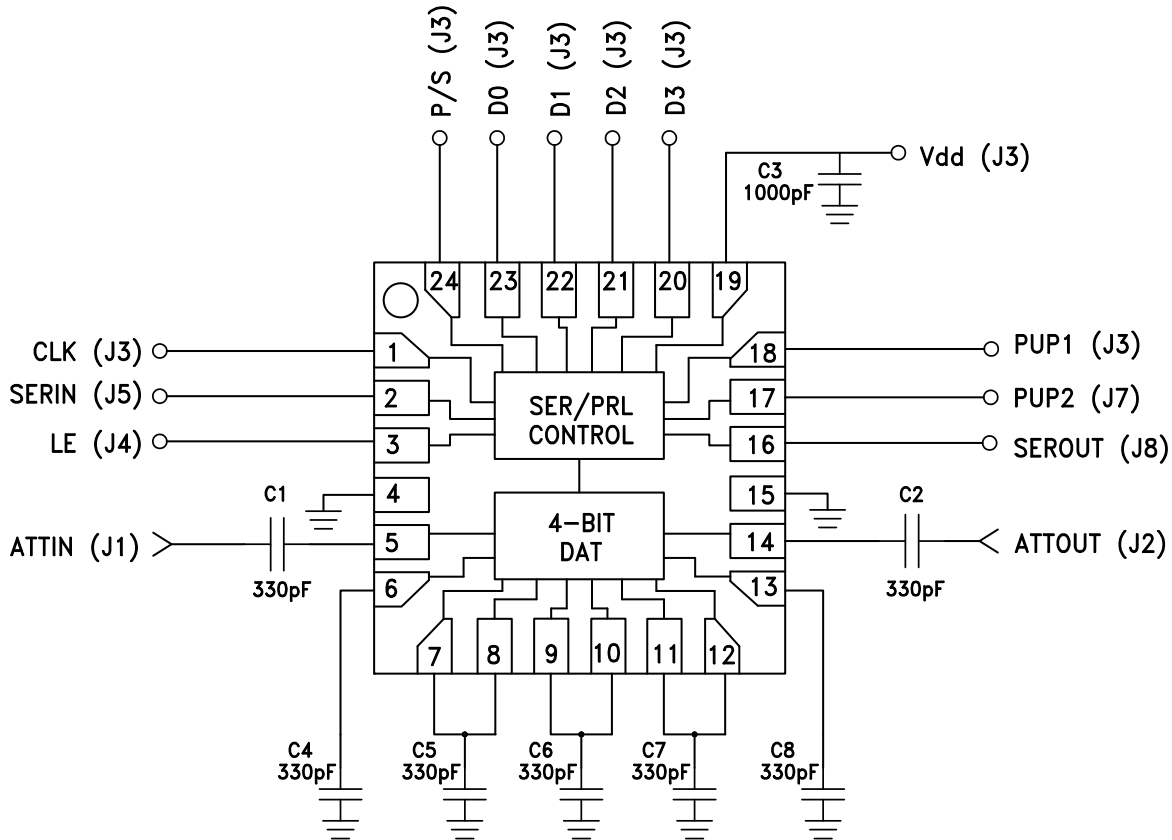 P/S (J3)
D0 (J3)
D1 (J3)
D2 (J3)
D3 (J3)
Vdd (J3)
C3
1000pF
24
23
22
21
20
19
CLK (J3)
1
18
PUP1 (J3)
SERIN (J5)
2
SER/PRL
CONTROL
17
PUP2 (J7)
LE (J4)
3
16
SEROUT (J8)
C1
4
15
C2
ATTIN (J1)
5
4-BIT
DAT
14
ATTOUT (J2)
330pF
6
13
330pF
7
8
9
10
11
12
C4
330pF
C5
330pF
C6
330pF
C7
330pF
C8
330pF